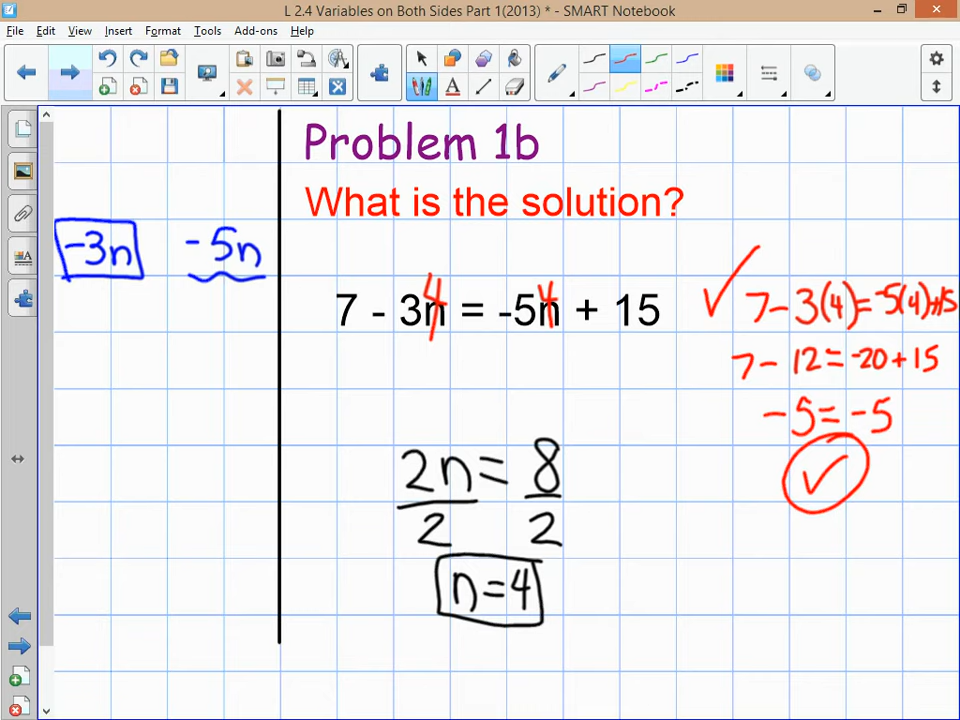 L 2.4 Variables on Both Sides Part 1(2013) * - SMART Notebook
File Edit View Insert Format Tools Add-ons Help
Problem 1b
What is the solution?
-3n -5n
7 - 3n = -5n + 15
4 4
7-3(4)=-5(4)+15
7-12=-20+15
-5=-5
2n=8
2 2
n=4